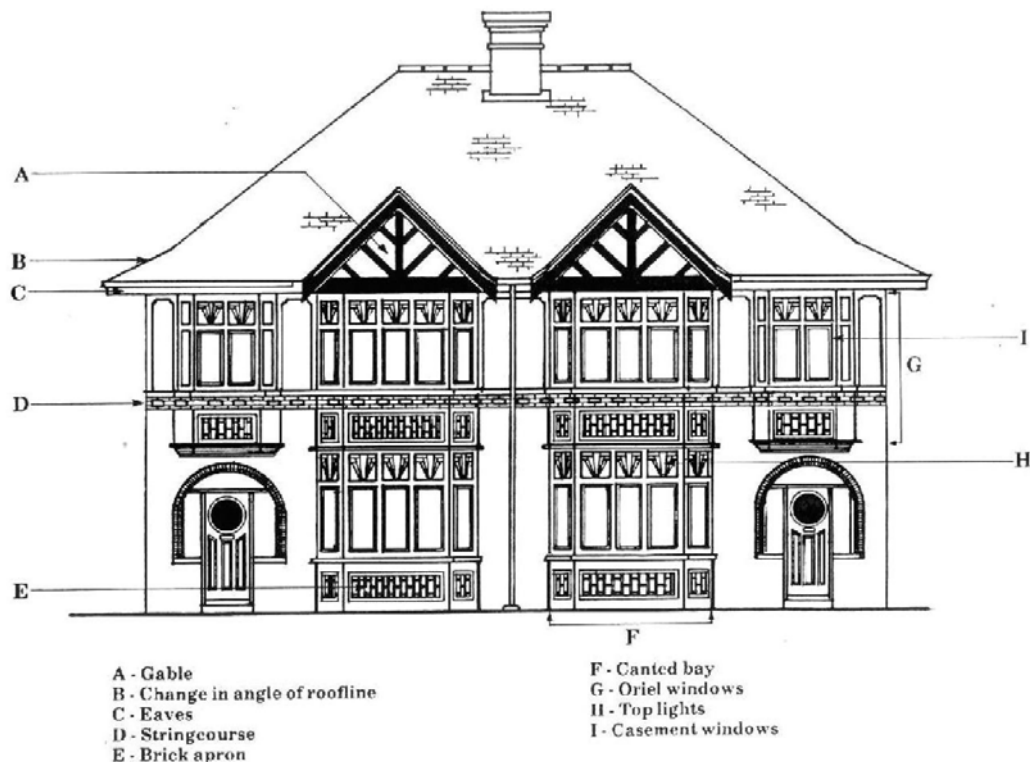 A
B
C
D
E
F
G
H
I
A - Gable
B - Change in angle of roofline
C - Eaves
D - Stringcourse
E - Brick apron
F - Canted bay
G - Oriel windows
H - Top lights
I - Casement windows